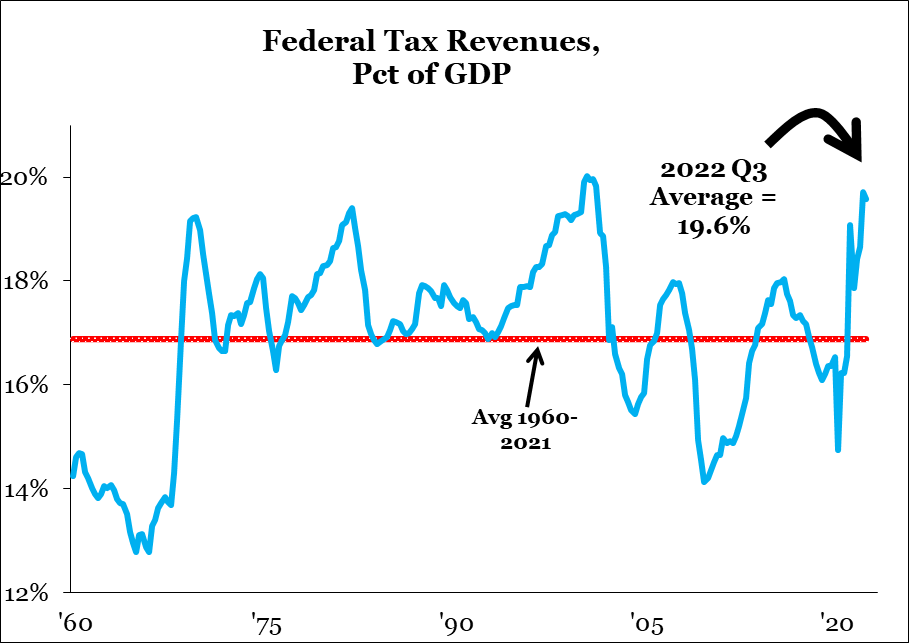 Federal Tax Revenues,
Pct of GDP
20%
18%
16%
14%
12%
2022 Q3
Average =
19.6%
Avg 1960-
2021
'60
'75
'90
'05
'20